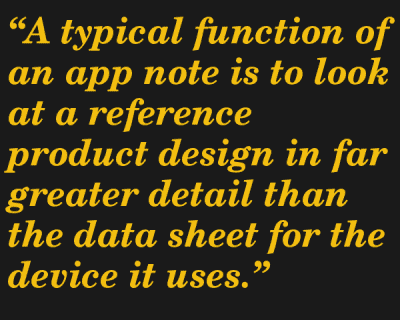 “A typical function of
an app note is to look
at a reference
product design in far
greater detail than
the data sheet for the
device it uses.”